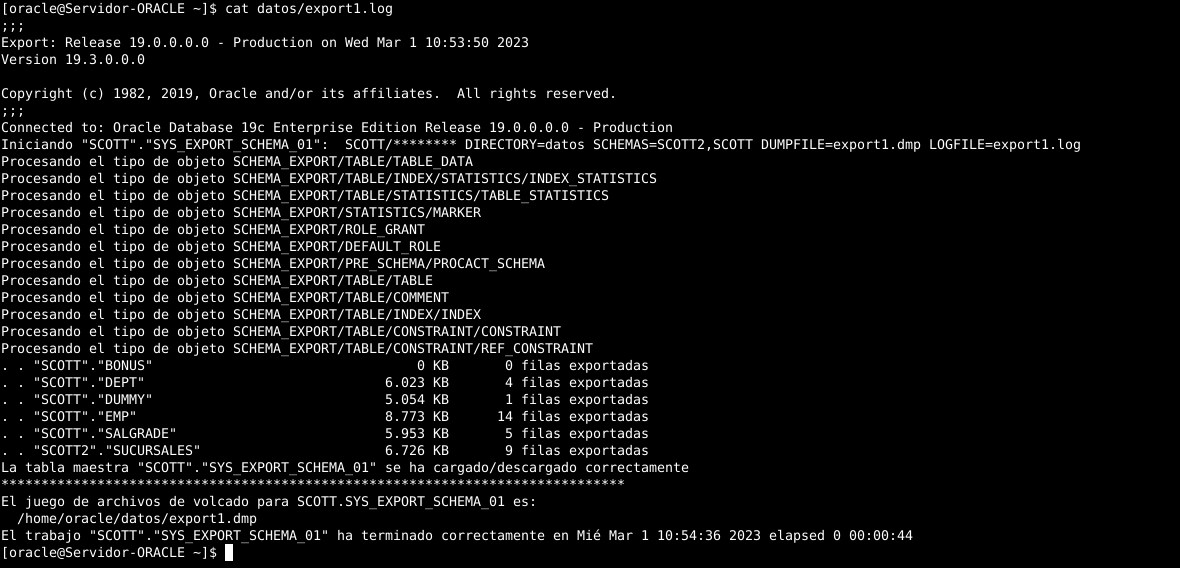 [oracle@Servidor-ORACLE ~]$ cat datos/export1.log
;;;
Export: Release 19.0.0.0.0 - Production on Wed Mar 1 10:53:50 2023
Version 19.3.0.0.0

Copyright (c) 1982, 2019, Oracle and/or its affiliates.  All rights reserved.
;;;
Connected to: Oracle Database 19c Enterprise Edition Release 19.0.0.0.0 - Production
Iniciando "SCOTT"."SYS_EXPORT_SCHEMA_01":  SCOTT/******** DIRECTORY=datos SCHEMAS=SCOTT2,SCOTT DUMPFILE=export1.dmp LOGFILE=export1.log
Procesando el tipo de objeto SCHEMA_EXPORT/TABLE/TABLE_DATA
Procesando el tipo de objeto SCHEMA_EXPORT/TABLE/INDEX/STATISTICS/INDEX_STATISTICS
Procesando el tipo de objeto SCHEMA_EXPORT/TABLE/STATISTICS/TABLE_STATISTICS
Procesando el tipo de objeto SCHEMA_EXPORT/STATISTICS/MARKER
Procesando el tipo de objeto SCHEMA_EXPORT/ROLE_GRANT
Procesando el tipo de objeto SCHEMA_EXPORT/DEFAULT_ROLE
Procesando el tipo de objeto SCHEMA_EXPORT/PRE_SCHEMA/PROCACT_SCHEMA
Procesando el tipo de objeto SCHEMA_EXPORT/TABLE/TABLE
Procesando el tipo de objeto SCHEMA_EXPORT/TABLE/COMMENT
Procesando el tipo de objeto SCHEMA_EXPORT/TABLE/INDEX/INDEX
Procesando el tipo de objeto SCHEMA_EXPORT/TABLE/CONSTRAINT/CONSTRAINT
Procesando el tipo de objeto SCHEMA_EXPORT/TABLE/CONSTRAINT/REF_CONSTRAINT
. . "SCOTT"."BONUS"                                 0 KB       0 filas exportadas
. . "SCOTT"."DEPT"                              6.023 KB       4 filas exportadas
. . "SCOTT"."DUMMY"                             5.054 KB       1 filas exportadas
. . "SCOTT"."EMP"                               8.773 KB      14 filas exportadas
. . "SCOTT"."SALGRADE"                          5.953 KB       5 filas exportadas
. . "SCOTT2"."SUCURSALES"                       6.726 KB       9 filas exportadas
La tabla maestra "SCOTT"."SYS_EXPORT_SCHEMA_01" se ha cargado/descargado correctamente
******************************************************************************
El juego de archivos de volcado para SCOTT.SYS_EXPORT_SCHEMA_01 es:
  /home/oracle/datos/export1.dmp
El trabajo "SCOTT"."SYS_EXPORT_SCHEMA_01" ha terminado correctamente en Mié Mar 1 10:54:36 2023 elapsed 0 00:00:44
[oracle@Servidor-ORACLE ~]$